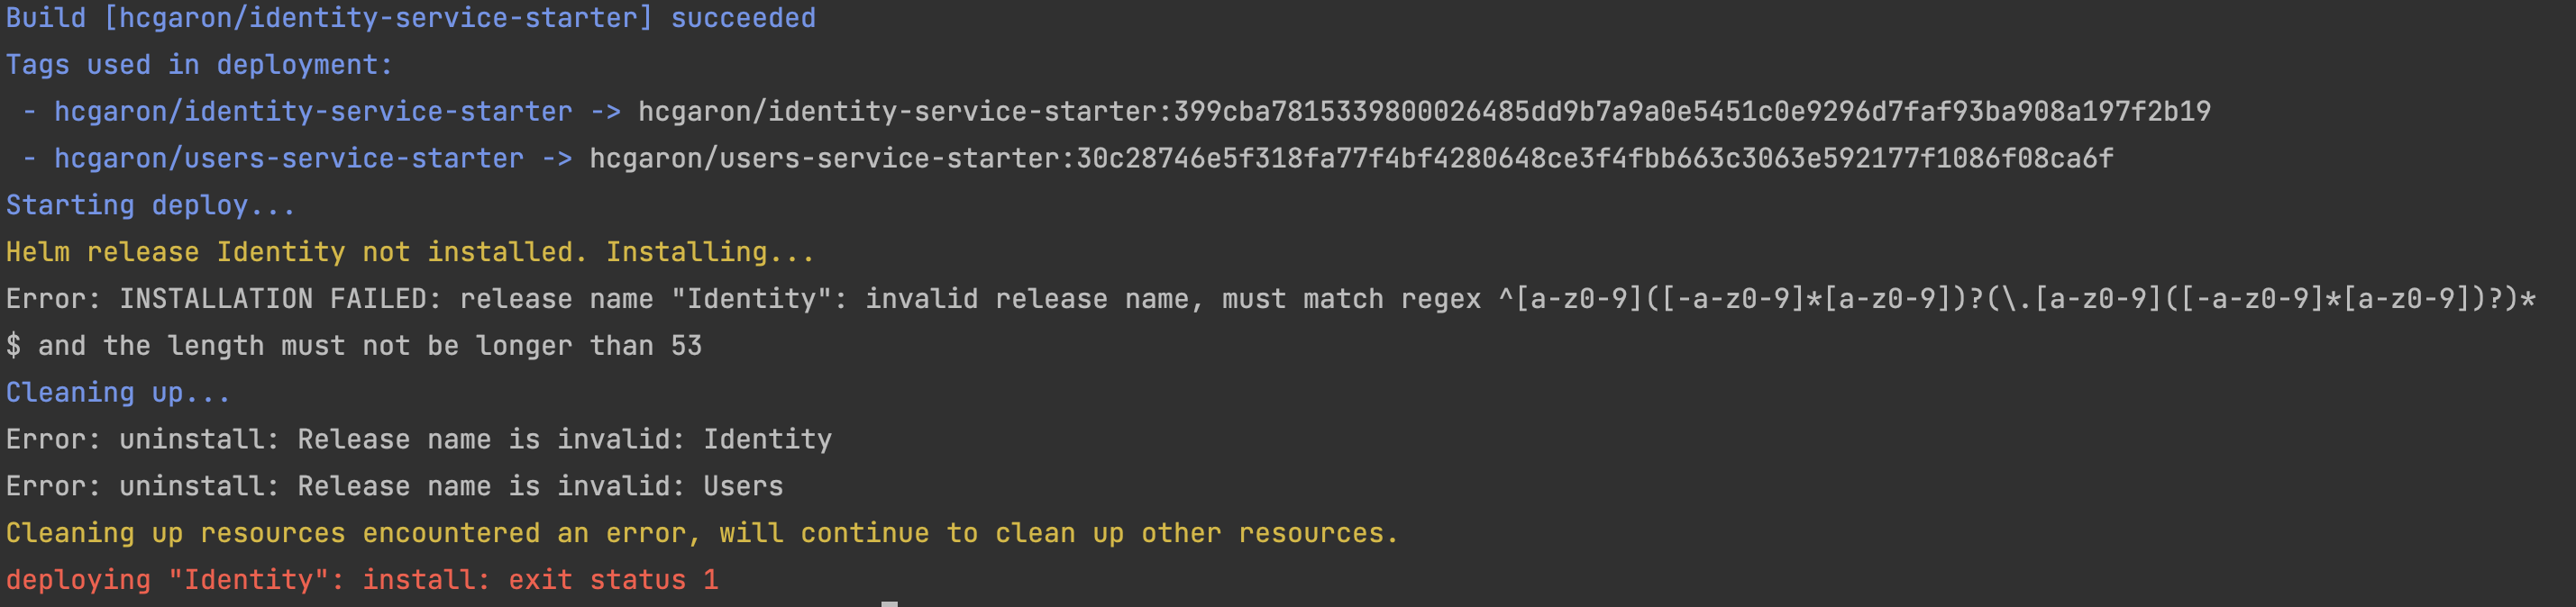 Build [hcgaron/identity-service-starter] succeeded
Tags used in deployment:
 - hcgaron/identity-service-starter -> hcgaron/identity-service-starter:399cba7815339800026485dd9b7a9a0e5451c0e9296d7faf93ba908a197f2b19
 - hcgaron/users-service-starter -> hcgaron/users-service-starter:30c28746e5f318fa77f4bf4280648ce3f4fbb663c3063e592177f1086f08ca6f
Starting deploy...
Helm release Identity not installed. Installing...
Error: INSTALLATION FAILED: release name "Identity": invalid release name, must match regex ^[a-z0-9]([-a-z0-9]*[a-z0-9])?(\.[a-z0-9]([-a-z0-9]*[a-z0-9])?)*
$ and the length must not be longer than 53
Cleaning up...
Error: uninstall: Release name is invalid: Identity
Error: uninstall: Release name is invalid: Users
Cleaning up resources encountered an error, will continue to clean up other resources.
deploying "Identity": install: exit status 1